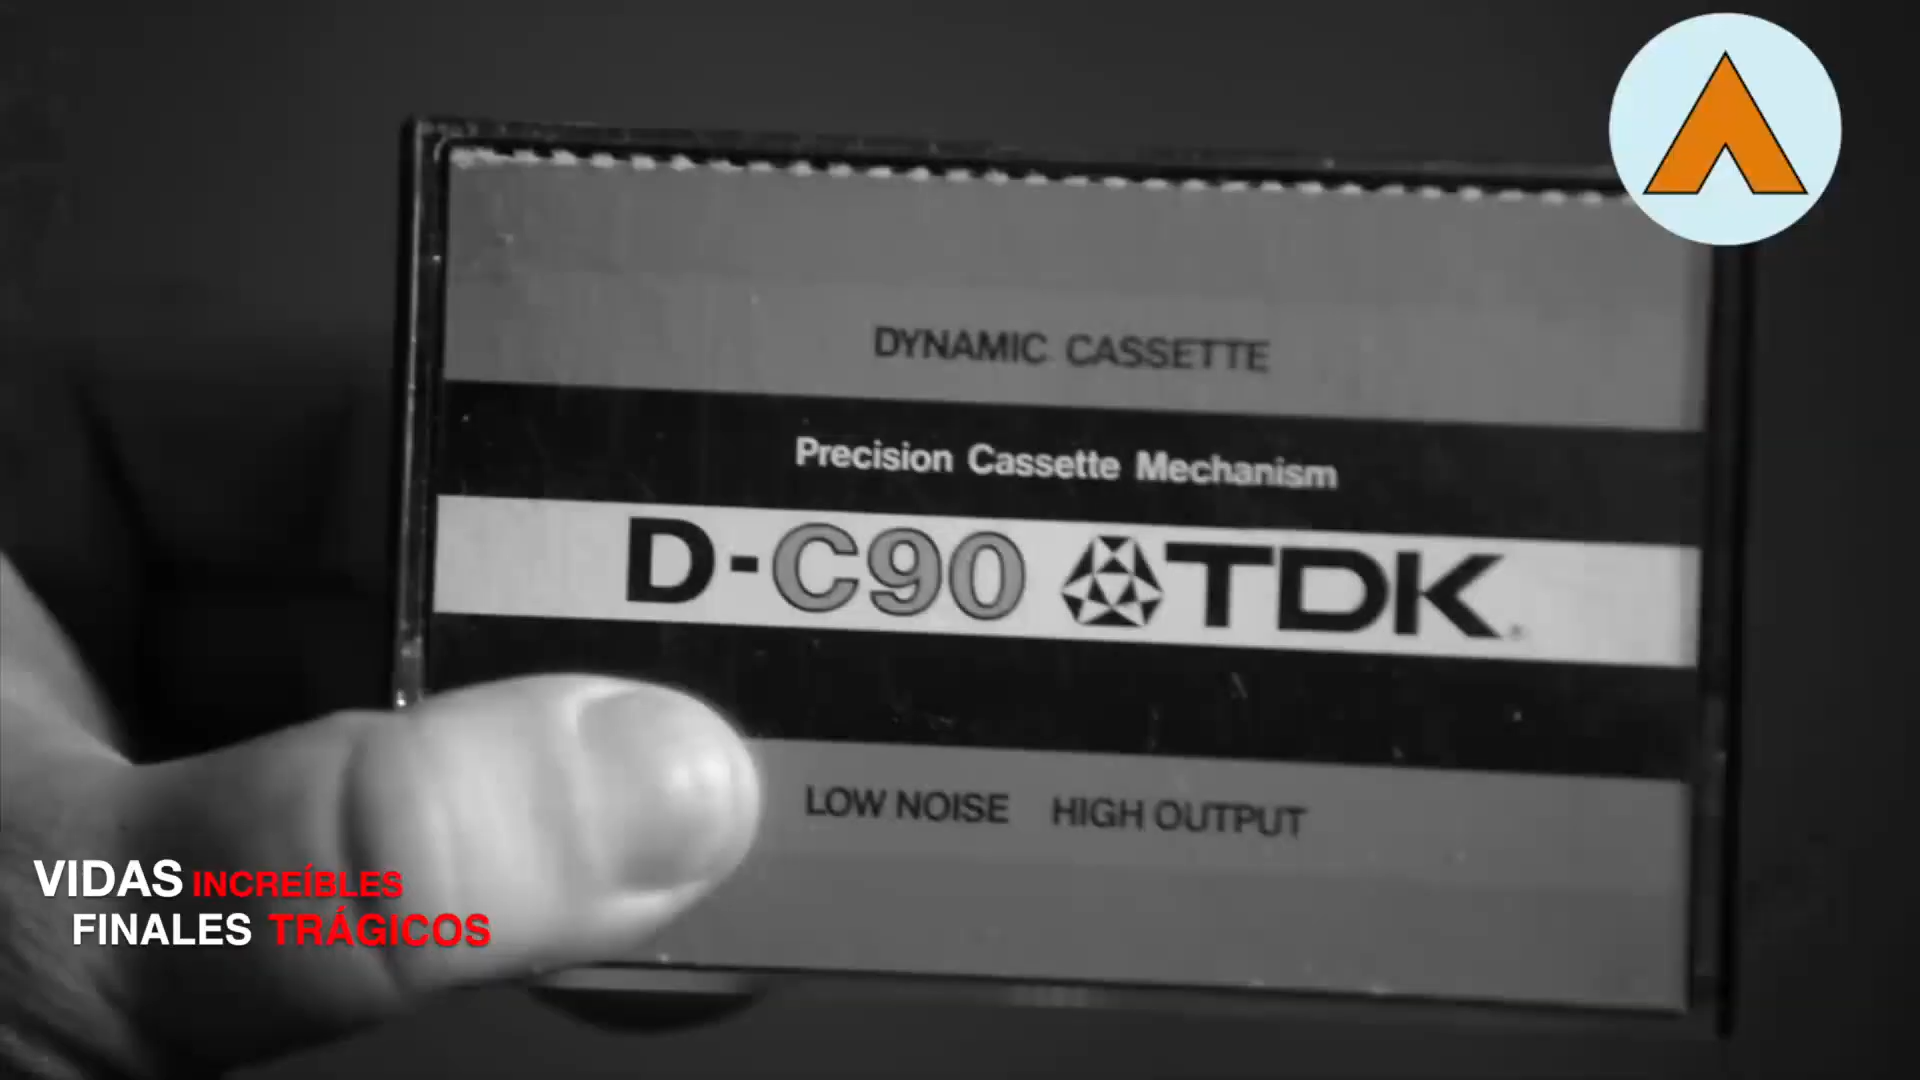 DYNAMIC CASSETTE
Precision Cassette Mechanism
D-C90 TDK
LOW NOISE HIGH OUTPUT
VIDAS INCREÍBLES
FINALES TRÁGICOS